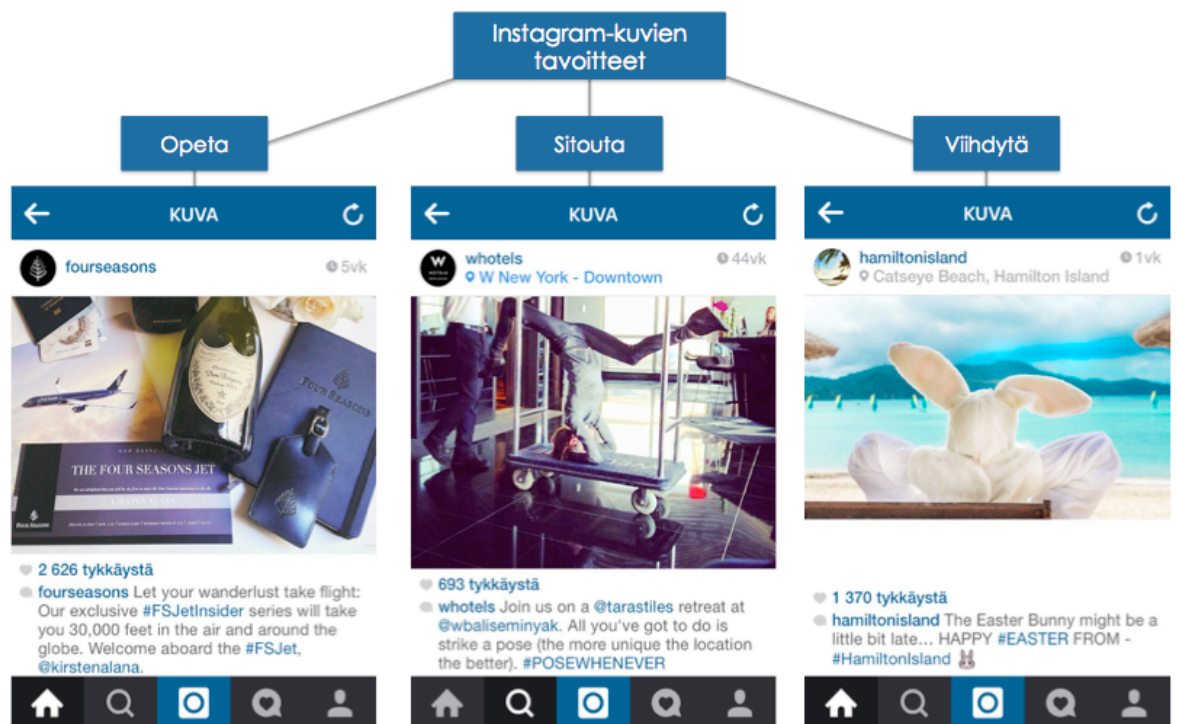 Instagram-kuvien
tavoitteet
Opeta
Sitouta
Viihdytä
KUVA
fourseasons
5vk
FOUR SEASONS
THE FOUR SEASONS JET
FOUR SEASONS
2 626 tykkäystä
fourseasons Let your wanderlust take flight:
Our exclusive #FSJetInsider series will take
you 30,000 feet in the air and around the
globe. Welcome aboard the #FSJet,
@kirstenalana.
KUVA
W
HOTELS
whotels
44vk
W New York - Downtown
693 tykkäystä
whotels Join us on a @tarastiles retreat at
@wbaliseminyak. All you've got to do is
strike a pose (the more unique the location
the better). #POSEWHENEVER
KUVA
hamiltonisland
1vk
Catseye Beach, Hamilton Island
1 370 tykkäystä
hamiltonisland The Easter Bunny might be a
little bit late... HAPPY #EASTER FROM -
#HamiltonIsland 🐰